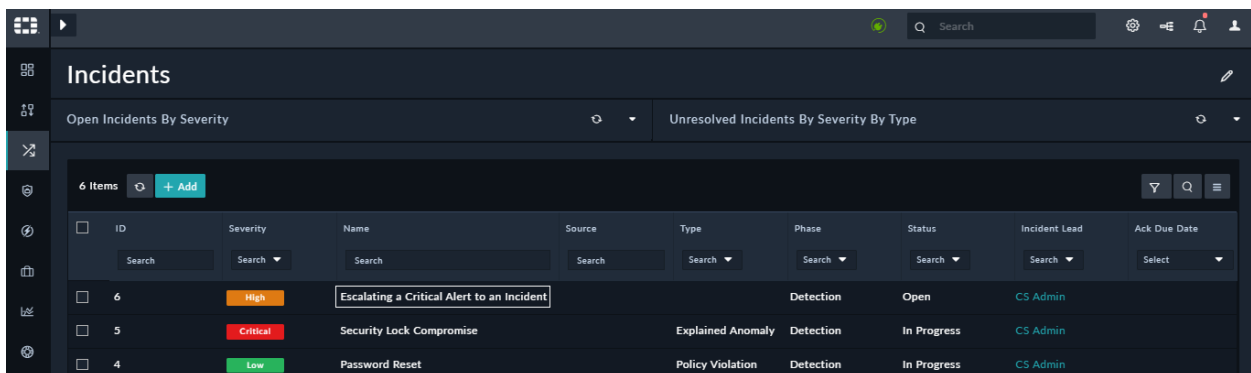 Search
Incidents
Open Incidents By Severity
Unresolved Incidents By Severity By Type
6 Items + Add
ID Severity Name Source Type Phase Status Incident Lead Ack Due Date
Search Search Search Search Search Search Search Search Select
6 High Escalating a Critical Alert to an Incident Detection Open CS Admin
5 Critical Security Lock Compromise Explained Anomaly Detection In Progress CS Admin
4 Low Password Reset Policy Violation Detection In Progress CS Admin